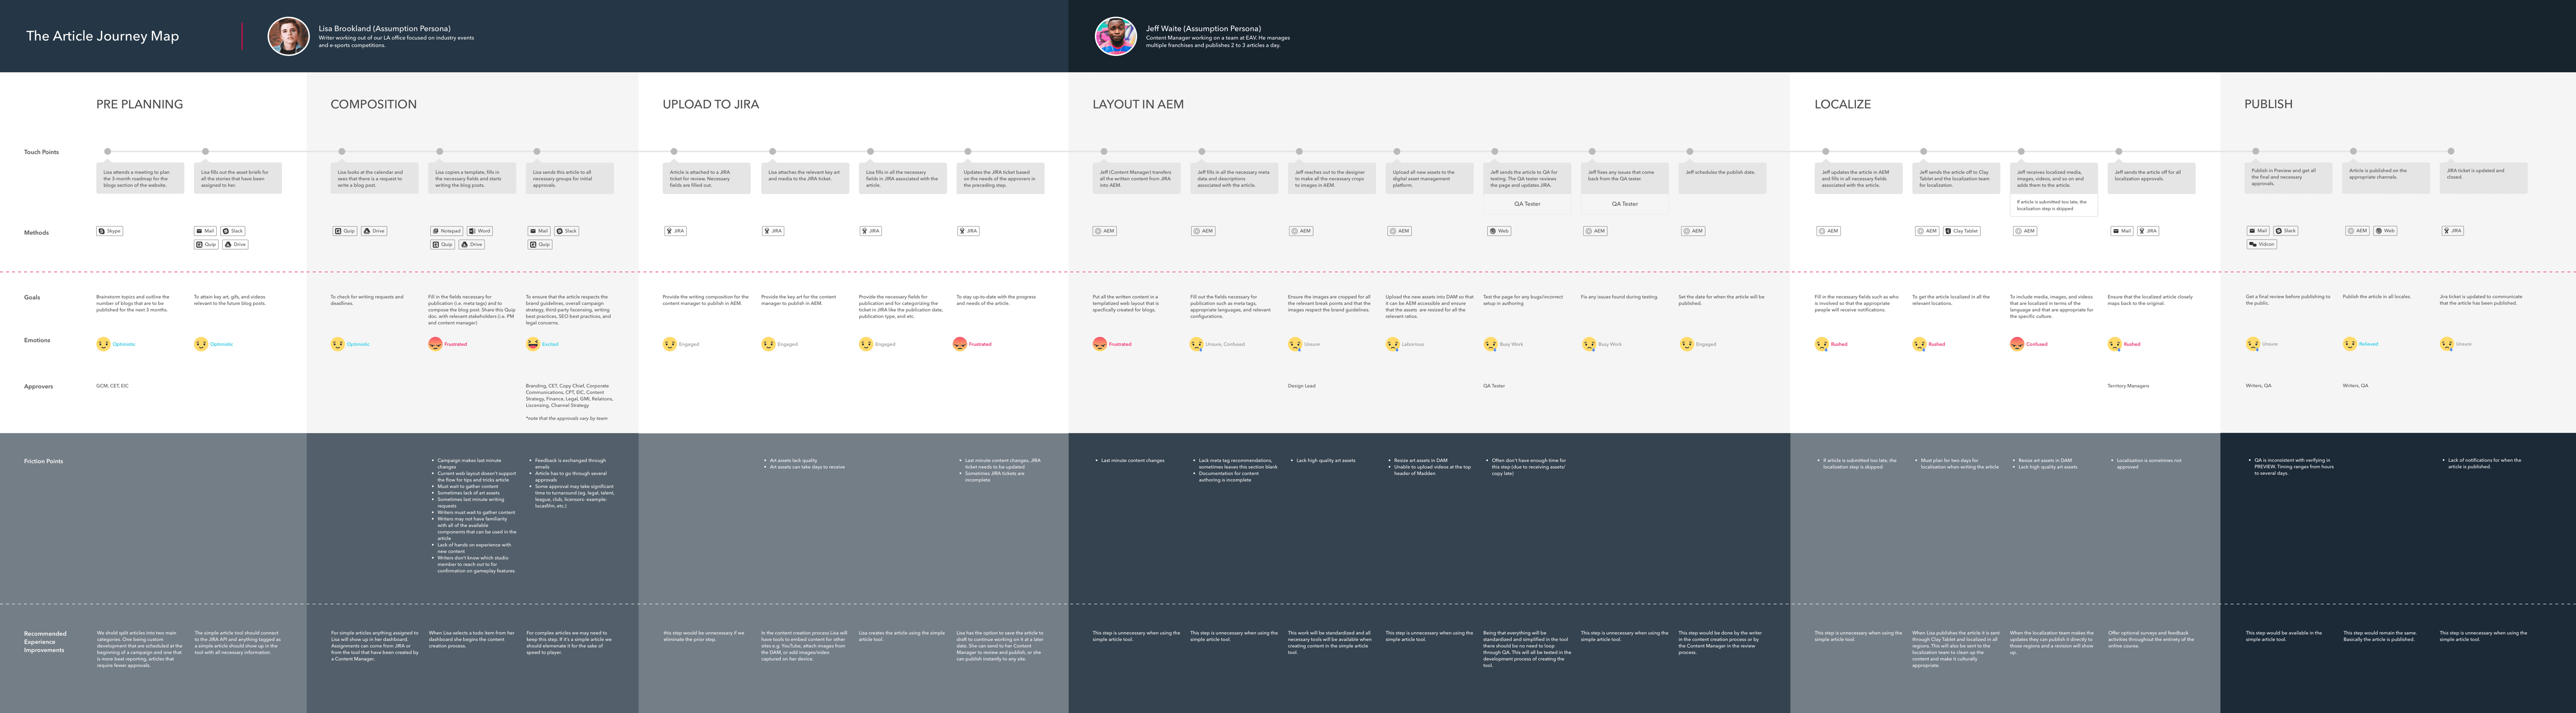 The Article Journey Map
Lisa Brookland (Assumption Persona)
Writer working out of our LA office focused on industry events
and e-sports competitions.
Jeff Waite (Assumption Persona)
Content Manager working on a team at EAV. He manages
multiple franchises and publishes 2 to 3 articles a day.
PRE PLANNING
COMPOSITION
UPLOAD TO JIRA
LAYOUT IN AEM
LOCALIZE
PUBLISH
Touch Points
Lisa attends a meeting to plan
the 3-month roadmap for the
blogs section of the website.
Lisa fills out the asset briefs for
all the stories that have been
assigned to her.
Lisa looks at the calendar and
sees that there is a request to
write a blog post.
Lisa copies a template, fills in
the necessary fields and starts
writing the blog posts.
Lisa sends this article to all
necessary groups for initial
approvals.
Article is attached to a JIRA
ticket for review. Necessary
fields are filled out.
Lisa attaches the relevant key art
and media to the JIRA ticket.
Lisa fills in all the necessary
fields in JIRA associated with the
article.
Updates the JIRA ticket based
on the needs of the approvers in
the preceding step.
Jeff (Content Manager) transfers
all the written content from JIRA
into AEM.
Jeff fills in all the necessary meta
data and descriptions
associated with the article.
Jeff reaches out to the designer
to make all the necessary crops
to images in AEM.
Upload all new assets to the
digital asset management
platform.
Jeff sends the article to QA for
testing. The QA tester reviews
the page and updates JIRA.
QA Tester
Jeff fixes any issues that come
back from the QA tester.
QA Tester
Jeff schedules the publish date.
Jeff updates the article in AEM
and fills in all necessary fields
associated with the article.
Jeff sends the article off to Clay
Tablet and the localization team
for localization.
Jeff receives localized media,
images, videos, and so on and
adds them to the article.
If article is submitted too late, the
localization step is skipped
Jeff sends the article off for all
localization approvals.
Publish in Preview and get all
the final and necessary
approvals.
Article is published on the
appropriate channels.
JIRA ticket is updated and
closed.
Methods
Skype
Mail Slack
Quip Drive
Quip Drive
Notepad Word
Quip Drive
Mail Slack
Quip
JIRA
JIRA
JIRA
JIRA
AEM
AEM
AEM
AEM
Web
AEM
AEM
AEM
AEM Clay Tablet
AEM
Mail JIRA
Mail Slack
Vidcon
AEM Web
JIRA
Goals
Brainstorm topics and outline the
number of blogs that are to be
published for the next 3 months.
To attain key art, gifs, and videos
relevant to the future blog posts.
To check for writing requests and
deadlines.
Fill in the fields necessary for
publication (i.e. meta tags) and to
compose the blog post. Share this Quip
doc. with relevant stakeholders (i.e. PM
and content manager)
To ensure that the article respects the
brand guidelines, overall campaign
strategy, third-party focensing, writing
best practices, SEO best practices, and
legal concerns.
Provide the writing composition for the
content manager to publish in AEM.
Provide the key art for the content
manager to publish in AEM.
Provide the necessary fields for
publication and for categorizing the
ticket in JIRA like the publication date,
publication type, and etc.
To stay up-to-date with the progress
and needs of the article.
Put all the written content in a
templatized web layout that is
specifically created for blogs.
Fill out the fields necessary for
publication such as meta tags,
appropriate languages, and relevant
configurations.
Ensure the images are cropped for all
the relevant break points and that the
images respect the brand guidelines.
Upload the new assets into DAM so that
it can be AEM accessible and ensure
that the assets are resized for all the
relevant ratios.
Test the page for any bugs/incorrect
setup in authoring
Fix any issues found during testing.
Set the date for when the article will be
published.
Fill in the necessary fields such as who
is involved so that the appropriate
people will receive notifications.
To get the article localized in all the
relevant locations.
To include media, images, and videos
that are localized in terms of the
language and that are appropriate for
the specific culture.
Ensure that the localized article closely
maps back to the original.
Get a final review before publishing to
the public.
Publish the article in all locales.
Jira ticket is updated to communicate
that the article has been published.
Emotions
Optimistic
Optimistic
Optimistic
Frustrated
Excited
Engaged
Engaged
Engaged
Frustrated
Frustrated
Unsure, Confused
Unsure
Laborious
Busy Work
Busy Work
Engaged
Rushed
Rushed
Confused
Rushed
Unsure
Relieved
Unsure
Approvers
GCM, CET, EIC
Branding, CET, Copy Chief, Corporate
Communications, CPT, EIC, Content
Strategy, Finance, Legal, GMI, Relations,
Liscensing, Channel Strategy
*note that the approvals vary by team
Design Lead
QA Tester
Territory Managers
Writers, QA
Writers, QA
Friction Points
• Campaign makes last minute
changes
• Current web layout doesn't support
the flow for tips and tricks article
• Must wait to gather content
• Sometimes lack of art assets
• Sometimes last minute writing
requests
• Writers must wait to gather content
• Writers may not have familiarity
with all of the available
components that can be used in the
article
• Lack of hands on experience with
new content
• Writers don't know which studio
member to reach out to for
confirmation on gameplay features.
• Feedback is exchanged through
emails
• Article has to go through several
approvals
• Some approval may take significant
time to turnaround (eg. legal, talent,
league, club, licensors- example-
lucasfilm, etc.)
• Art assets lack quality
• Art assets can take days to receive
• Last minute content changes, JIRA
ticket needs to be updated
• Sometimes JIRA tickets are
incomplete
• Last minute content changes
• Lack meta tag recommendations,
sometimes leaves this section blank
• Documentation for content
authoring is incomplete
• Lack high quality art assets
• Resize art assets in DAM
• Unable to upload videos at the top
header of Madden
• Often don't have enough time for
this step (due to receiving assets/
copy late)
• If article is submitted too late, the
localization step is skipped
• Must plan for two days for
localisation when writing the article
• Resize art assets in DAM
• Lack high quality art assets
• Localization is sometimes not
approved
• QA is inconsistent with verifying in
PREVIEW. Timing ranges from hours
to several days.
• Lack of notifications for when the
article is published.
Recommended
Experience
Improvements
We shold split articles into two main
categories. One being custom
development that are scheduled at the
beginning of a campaign and one that
is more beat reporting, articles that
require fewer approvals.
The simple article tool should connect
to the JIRA API and anything tagged as
a simple article should show up in the
tool with all necessary information.
For simple articles anything assigned to
Lisa will show up in her dashboard.
Assignments can come from JIRA or
from the tool that have been created by
a Content Manager.
When Lisa selects a todo item from her
dashboard she begins the content
creation process.
For complex articles we may need to
keep this step. If it's a simple article we
should elemenate it for the sake of
speed to player.
this step would be unnecessary if we
eliminate the prior step.
In the content creation process Lisa will
have tools to embed content for other
sites e.g. YouTube, attach images from
the DAM, or add images/video
captured on her device.
Lisa creates the article using the simple
article tool.
Lise has the option to save the article to
draft to continue working on it at a later
date. She can send to her Content
Manager to review and publish, or she
can publish instantly to any site.
This step is unnecessary when using the
simple article tool.
This step is unnecessary when using the
simple article tool.
This work will be standardized and all
necessary tools will be available when
creating content in the simple article
tool.
This step is unnecessary when using the
simple article tool.
Being that everything will be
standardized and simplified in the tool
there should be no need to loop
through QA. This will all be tested in the
development process of creating the
tool.
This step is unnecessary when using the
simple article tool.
This step would be done by the writer
in the content creation process or by
the Content Manager in the review
process.
This step is unnecessary when using the
simple article tool.
When Lisa publishes the article it is sent
through Clay Tablet and localized in all
regions. This will also be sent to the
localization team to clean up the
content and make it culturally
appropriate.
When the localization team makes the
updates they can publish it directly to
those regions and a revision will show
up.
Offer optional surveys and feedback
activities throughout the entirety of the
online course.
This step would be available in the
simple article tool.
This step would remain the same.
Basically the article is published.
This step is unnecessary when using the
simple article tool.